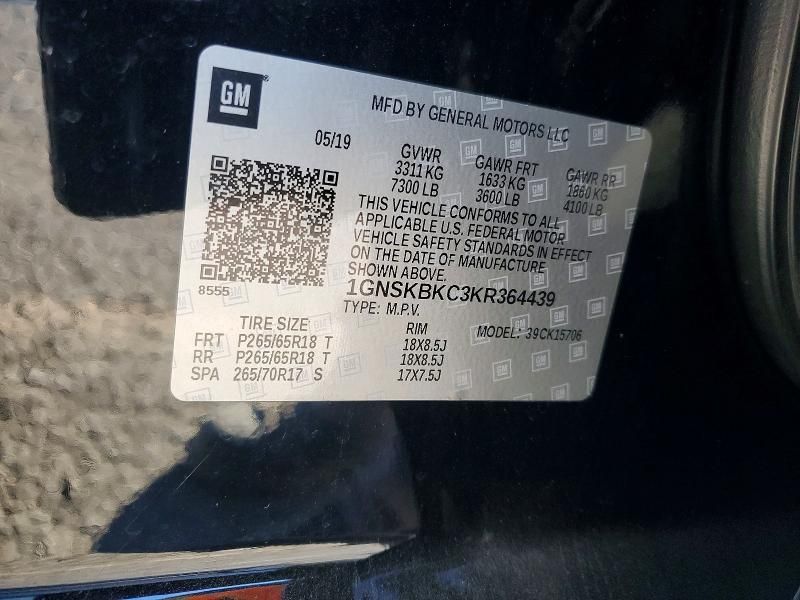 GM
MFD BY GENERAL MOTORS LLC
05/19
GVWR GAWR FRT GAWR RR
3311 KG 1633 KG 1860 KG
7300 LB 3600 LB 4100 LB
THIS VEHICLE CONFORMS TO ALL
APPLICABLE U.S. FEDERAL MOTOR
VEHICLE SAFETY STANDARDS IN EFFECT
ON THE DATE OF MANUFACTURE
SHOWN ABOVE.
8555
1GNSKBKC3KR364439
TYPE: M.P.V.
TIRE SIZE RIM MODEL: 39CK15706
FRT P265/65R18 T 18X8.5J
RR P265/65R18 T 18X8.5J
SPA 265/70R17 S 17X7.5J